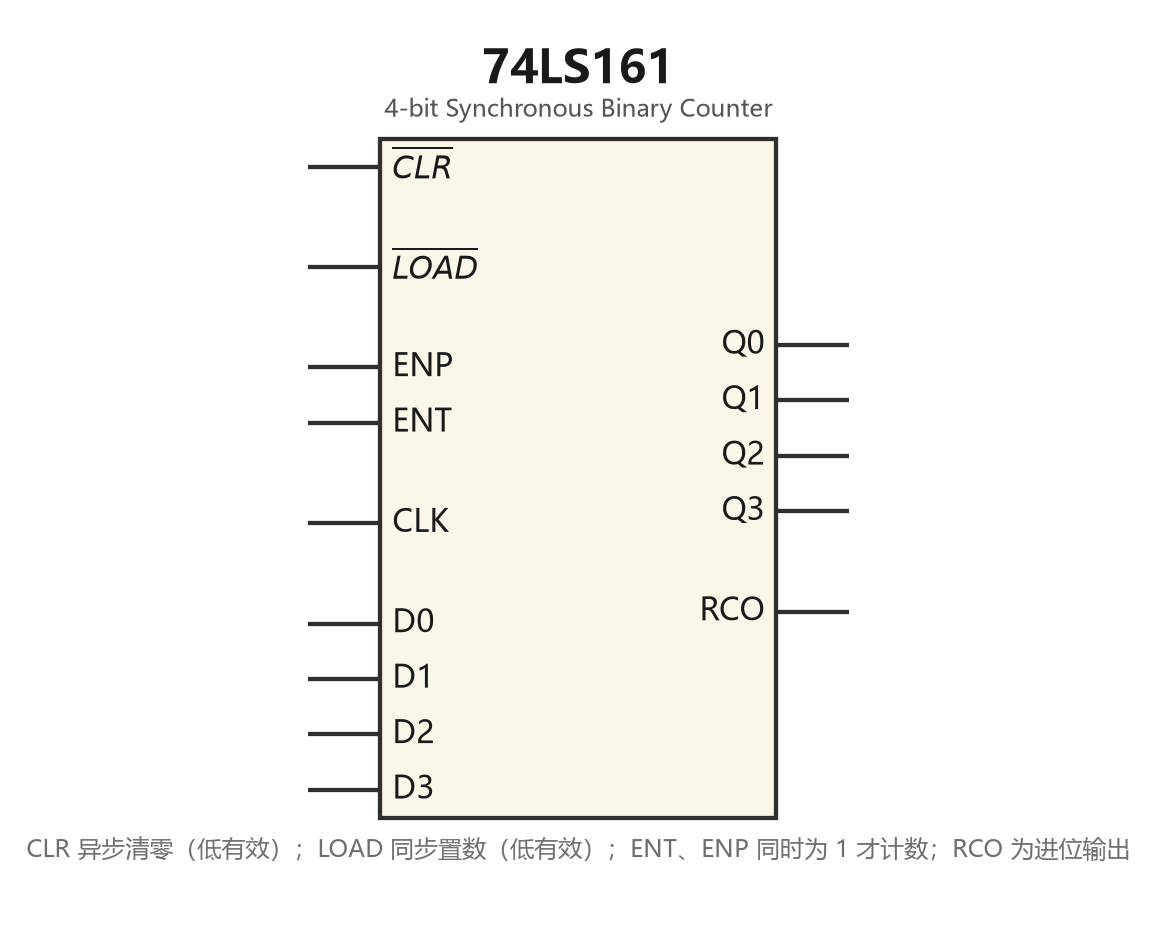 74LS161
4-bit Synchronous Binary Counter
CLR
LOAD
ENP
ENT
CLK
D0
D1
D2
D3
Q0
Q1
Q2
Q3
RCO
CLR 异步清零（低有效）；LOAD 同步置数（低有效）；ENT、ENP 同时为 1 才计数；RCO 为进位输出